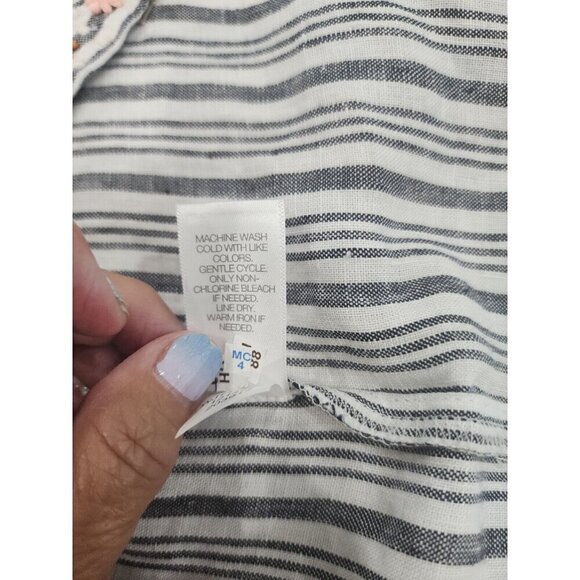 MACHINE WASH
COLD WITH LIKE
COLORS.
GENTLE CYCLE.
ONLY NON-
CHLORINE BLEACH
IF NEEDED.
LINE DRY.
WARM IRON IF
NEEDED.
MC
4
88